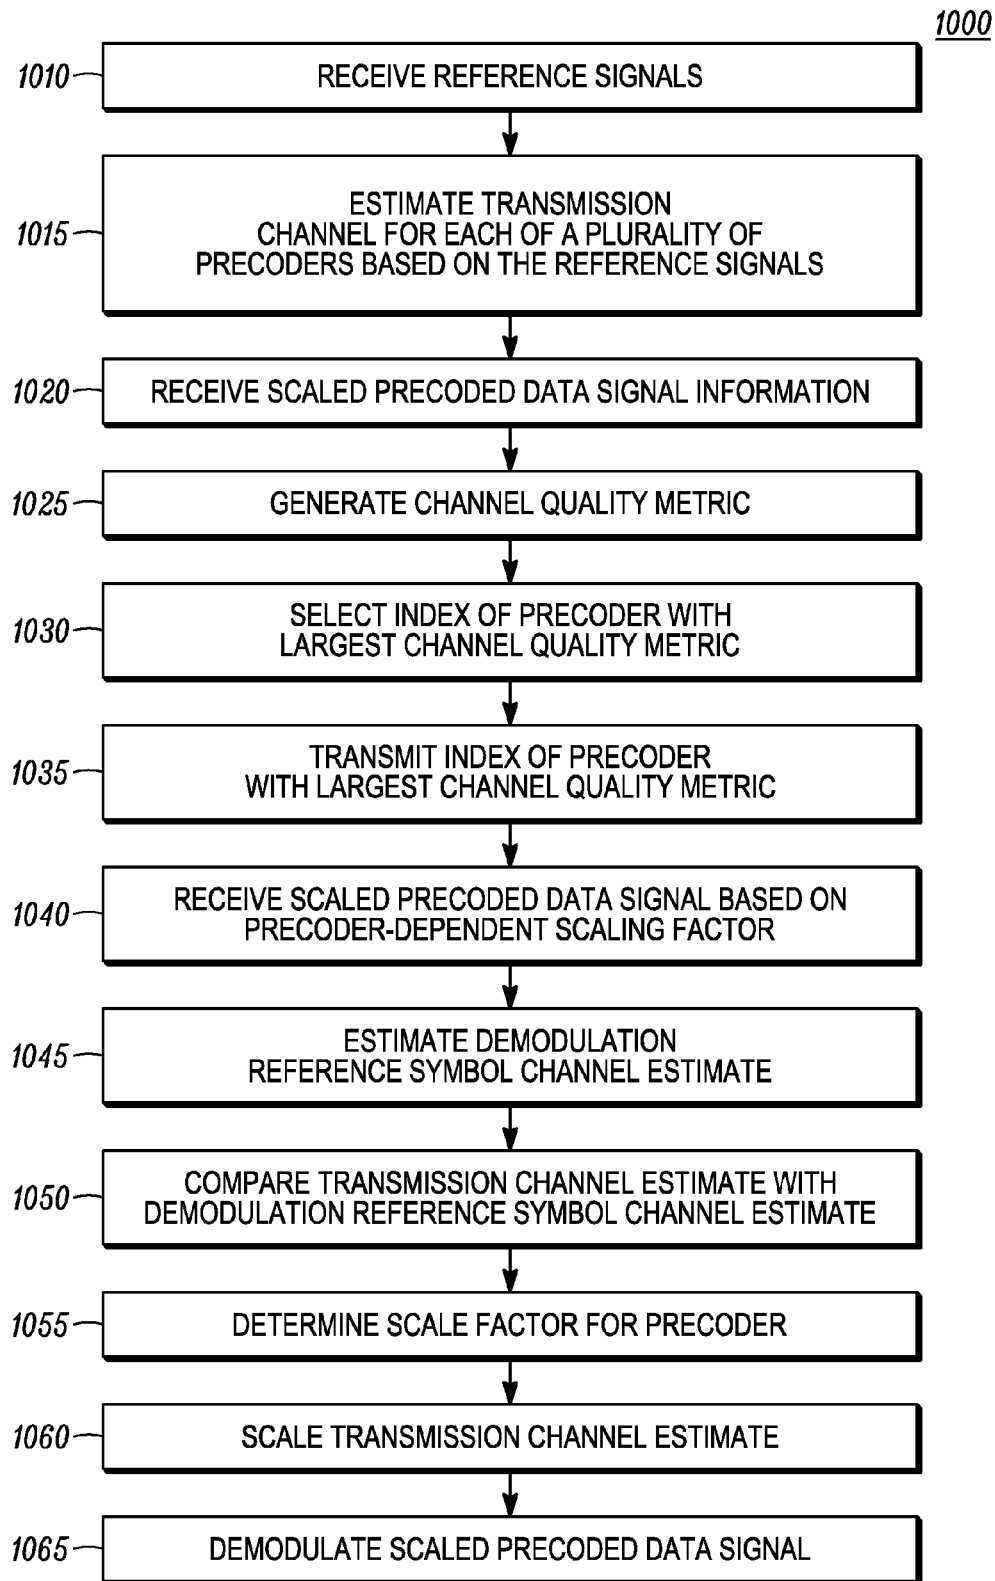 1000
1010
RECEIVE REFERENCE SIGNALS
1015
ESTIMATE TRANSMISSION
CHANNEL FOR EACH OF A PLURALITY OF
PRECODERS BASED ON THE REFERENCE SIGNALS
1020
RECEIVE SCALED PRECODED DATA SIGNAL INFORMATION
1025
GENERATE CHANNEL QUALITY METRIC
1030
SELECT INDEX OF PRECODER WITH
LARGEST CHANNEL QUALITY METRIC
1035
TRANSMIT INDEX OF PRECODER
WITH LARGEST CHANNEL QUALITY METRIC
1040
RECEIVE SCALED PRECODED DATA SIGNAL BASED ON
PRECODER-DEPENDENT SCALING FACTOR
1045
ESTIMATE DEMODULATION
REFERENCE SYMBOL CHANNEL ESTIMATE
1050
COMPARE TRANSMISSION CHANNEL ESTIMATE WITH
DEMODULATION REFERENCE SYMBOL CHANNEL ESTIMATE
1055
DETERMINE SCALE FACTOR FOR PRECODER
1060
SCALE TRANSMISSION CHANNEL ESTIMATE
1065
DEMODULATE SCALED PRECODED DATA SIGNAL